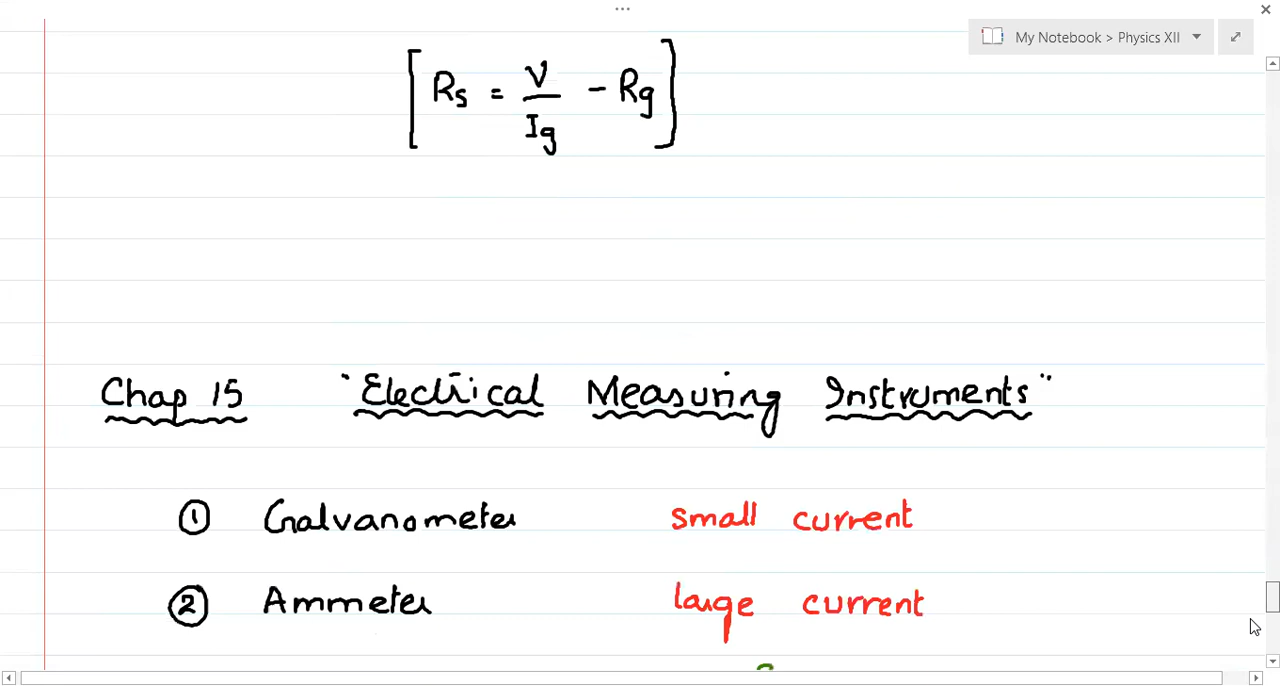 My Notebook > Physics XII
[Rs = V/Ig - Rg]
Chap 15 "Electrical Measuring Instruments"
① Galvanometer small current
② Ammeter large current